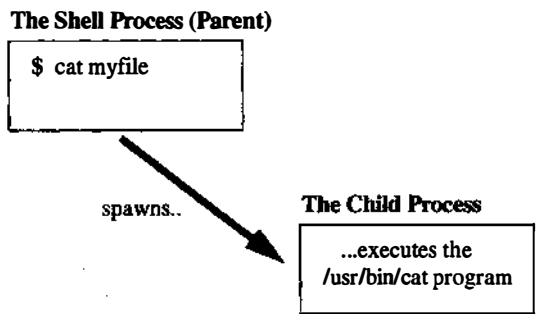 The Shell Process (Parent)
$ cat myfile
spawns..
The Child Process
...executes the
/usr/bin/cat program